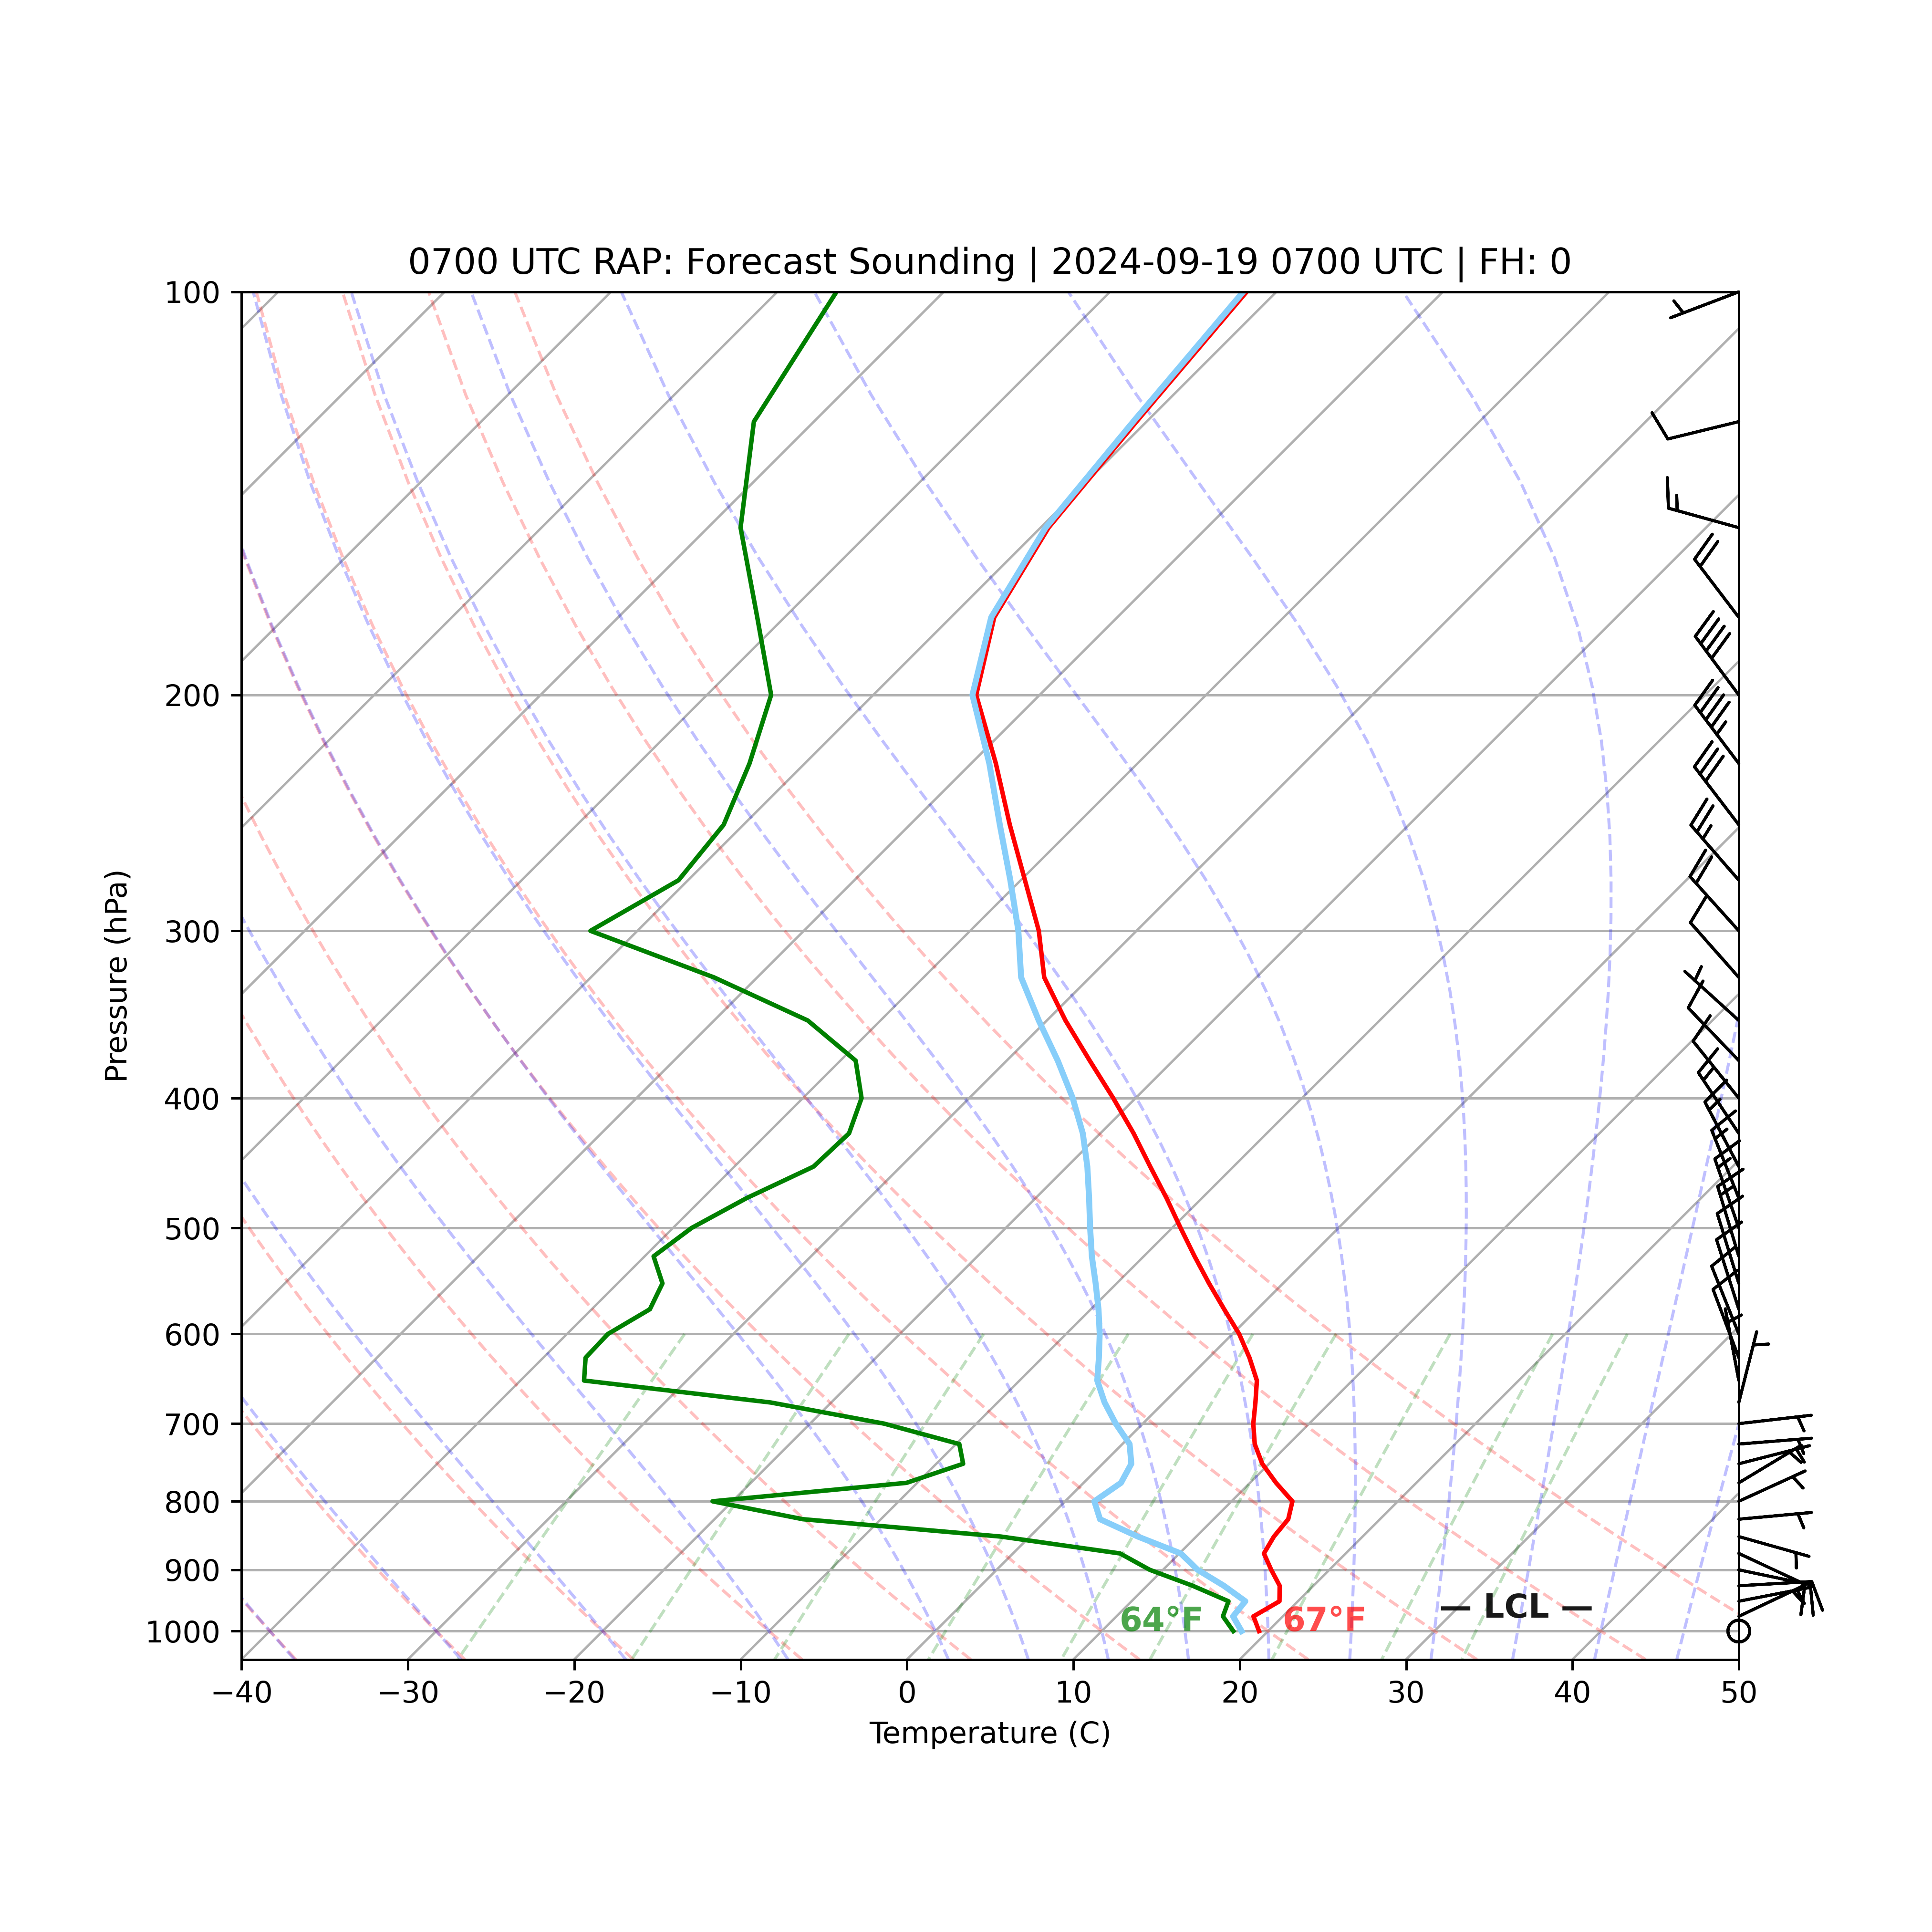 0700 UTC RAP: Forecast Sounding | 2024-09-19 0700 UTC | FH: 0
100
200
300
400
500
600
700
800
900
1000
Pressure (hPa)
64°F
67°F
— LCL —
−40 −30 −20 −10 0 10 20 30 40 50
Temperature (C)